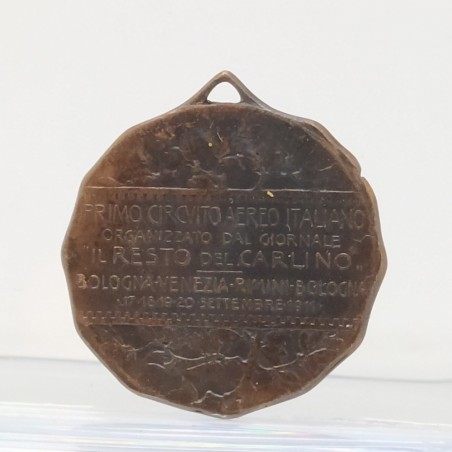 PRIMO CIRCVITO AEREO ITALIANO
ORGANIZZATO DAL GIORNALE
"IL RESTO DEL CARLINO"
BOLOGNA·VENEZIA·RIMINI·BOLOGNA
17·18·19·20 SETTEMBRE 1911